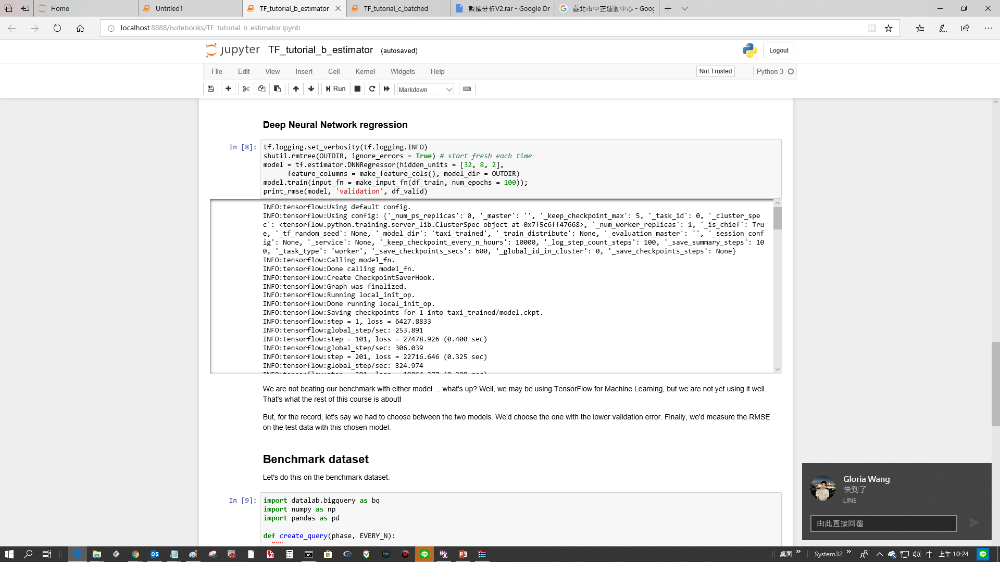 Home
Untitled1
TF_tutorial_b_estimator
TF_tutorial_c_batched
數據分析V2.rar - Google Dr
臺北市中正運動中心 - Goog
localhost:8888/notebooks/TF_tutorial_b_estimator.ipynb
jupyter TF_tutorial_b_estimator (autosaved)
Logout
File Edit View Insert Cell Kernel Widgets Help
Not Trusted
Python 3
Run
Markdown
Deep Neural Network regression
In [8]:
tf.logging.set_verbosity(tf.logging.INFO)
shutil.rmtree(OUTDIR, ignore_errors = True) # start fresh each time
model = tf.estimator.DNNRegressor(hidden_units = [32, 8, 2],
feature_columns = make_feature_cols(), model_dir = OUTDIR)
model.train(input_fn = make_input_fn(df_train, num_epochs = 100));
print_rmse(model, 'validation', df_valid)
INFO:tensorflow:Using default config.
INFO:tensorflow:Using config: {'_num_ps_replicas': 0, '_master': '', '_keep_checkpoint_max': 5, '_task_id': 0, '_cluster_spe
c': <tensorflow.python.training.server_lib.ClusterSpec object at 0x7f5c6ff47668>, '_num_worker_replicas': 1, '_is_chief': Tru
e, '_tf_random_seed': None, '_model_dir': 'taxi_trained', '_train_distribute': None, '_evaluation_master': '', '_session_conf
ig': None, '_service': None, '_keep_checkpoint_every_n_hours': 10000, '_log_step_count_steps': 100, '_save_summary_steps': 10
0, '_task_type': 'worker', '_save_checkpoints_secs': 600, '_global_id_in_cluster': 0, '_save_checkpoints_steps': None}
INFO:tensorflow:Calling model_fn.
INFO:tensorflow:Done calling model_fn.
INFO:tensorflow:Create CheckpointSaverHook.
INFO:tensorflow:Graph was finalized.
INFO:tensorflow:Running local_init_op.
INFO:tensorflow:Done running local_init_op.
INFO:tensorflow:Saving checkpoints for 1 into taxi_trained/model.ckpt.
INFO:tensorflow:step = 1, loss = 6427.8833
INFO:tensorflow:global_step/sec: 253.891
INFO:tensorflow:step = 101, loss = 27478.926 (0.400 sec)
INFO:tensorflow:global_step/sec: 306.039
INFO:tensorflow:step = 201, loss = 22716.646 (0.325 sec)
INFO:tensorflow:global_step/sec: 324.974
We are not beating our benchmark with either model ... what's up? Well, we may be using TensorFlow for Machine Learning, but we are not yet using it well.
That's what the rest of this course is about!
But, for the record, let's say we had to choose between the two models. We'd choose the one with the lower validation error. Finally, we'd measure the RMSE
on the test data with this chosen model.
Benchmark dataset
Let's do this on the benchmark dataset.
In [9]:
import datalab.bigquery as bq
import numpy as np
import pandas as pd
def create_query(phase, EVERY_N):
"""
Gloria Wang
快到了
LINE
由此直接回覆
桌面
System32
中
上午 10:24